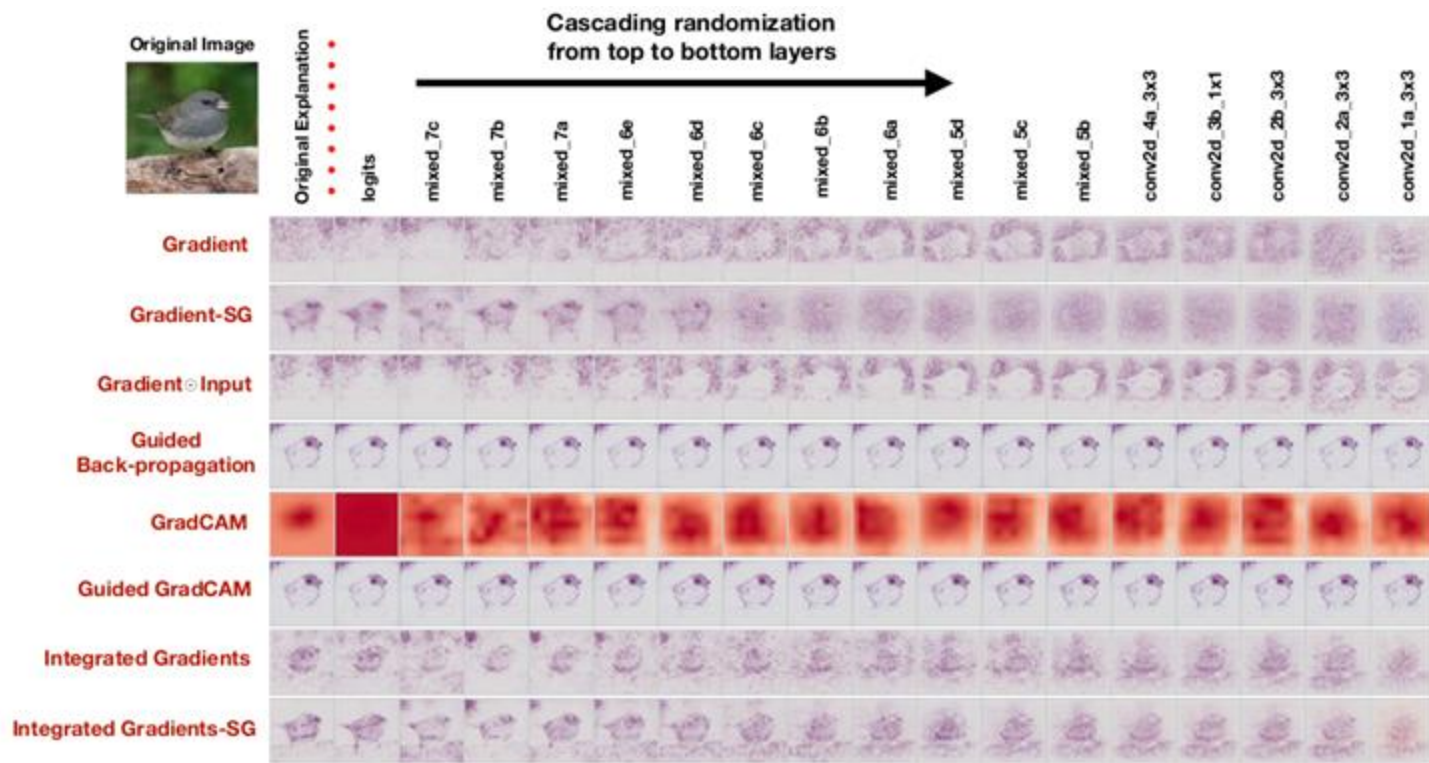 Cascading randomization
from top to bottom layers
Original Image
Original Explanation
logits
mixed_7c
mixed_7b
mixed_7a
mixed_6e
mixed_6d
mixed_6c
mixed_6b
mixed_6a
mixed_5d
mixed_5c
mixed_5b
conv2d_4a_3x3
conv2d_3b_1x1
conv2d_2b_3x3
conv2d_2a_3x3
conv2d_1a_3x3
Gradient
Gradient-SG
Gradient⊙Input
Guided
Back-propagation
GradCAM
Guided GradCAM
Integrated Gradients
Integrated Gradients-SG